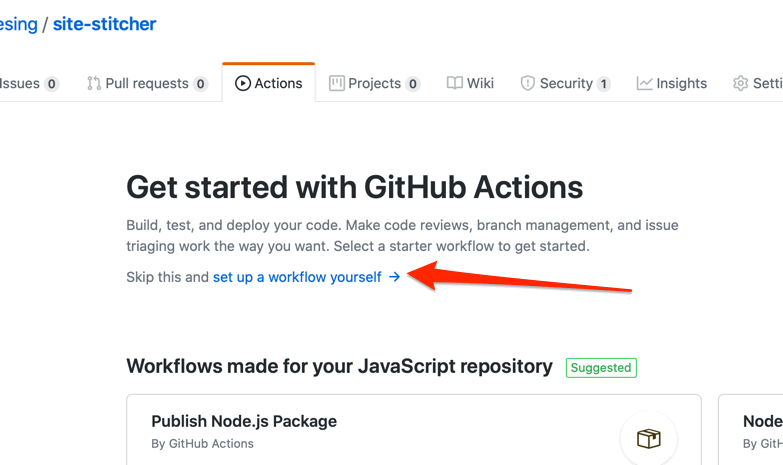 esing / site-stitcher
Issues 0 Pull requests 0 Actions Projects 0 Wiki Security 1 Insights Setti
Get started with GitHub Actions
Build, test, and deploy your code. Make code reviews, branch management, and issue
triaging work the way you want. Select a starter workflow to get started.
Skip this and set up a workflow yourself →
Workflows made for your JavaScript repository Suggested
Publish Node.js Package
By GitHub Actions
Node
By GitH